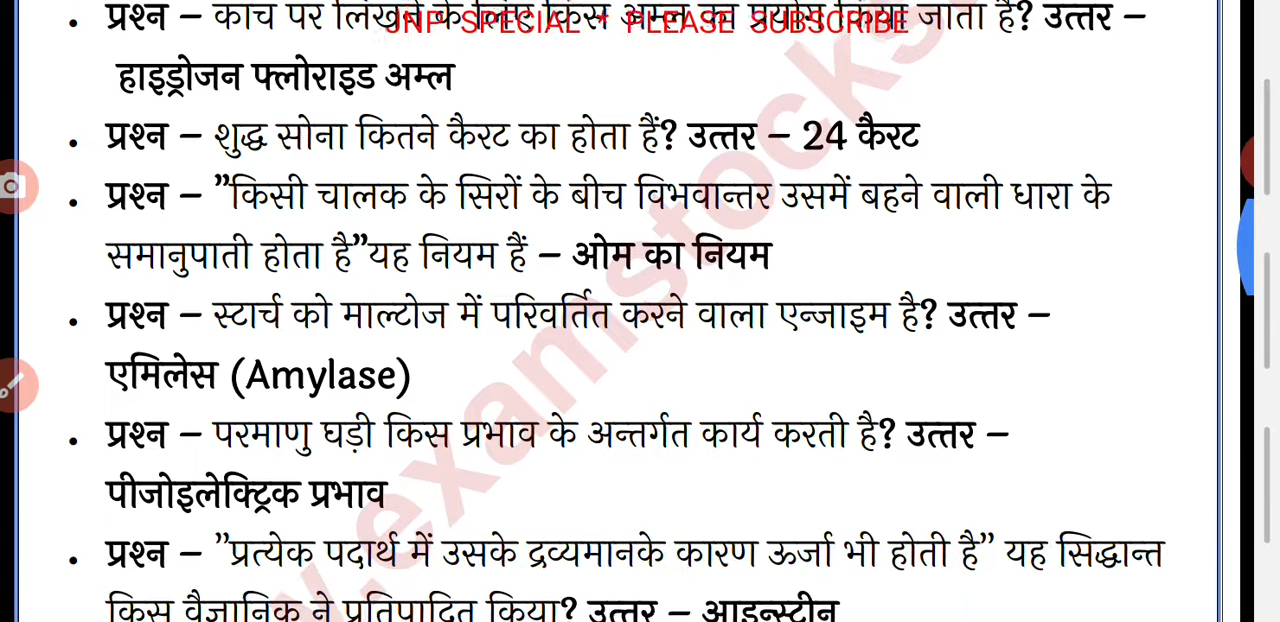 JNP SPECIAL * PLEASE SUBSCRIBE
• प्रश्न – काच पर लिखने के लिए किस अम्ल का प्रयोग किया जाता है? उत्तर –
हाइड्रोजन फ्लोराइड अम्ल
• प्रश्न – शुद्ध सोना कितने कैरट का होता हैं? उत्तर – 24 कैरट
• प्रश्न – ”किसी चालक के सिरों के बीच विभवान्तर उसमें बहने वाली धारा के
समानुपाती होता है”यह नियम हैं – ओम का नियम
• प्रश्न – स्टार्च को माल्टोज में परिवर्तित करने वाला एन्जाइम है? उत्तर –
एमिलेस (Amylase)
• प्रश्न – परमाणु घड़ी किस प्रभाव के अन्तर्गत कार्य करती है? उत्तर –
पीजोइलेक्ट्रिक प्रभाव
• प्रश्न – ”प्रत्येक पदार्थ में उसके द्रव्यमानके कारण ऊर्जा भी होती है” यह सिद्धान्त
किस वैज्ञानिक ने प्रतिपादित किया? उत्तर – आइन्स्टीन
.examstocks